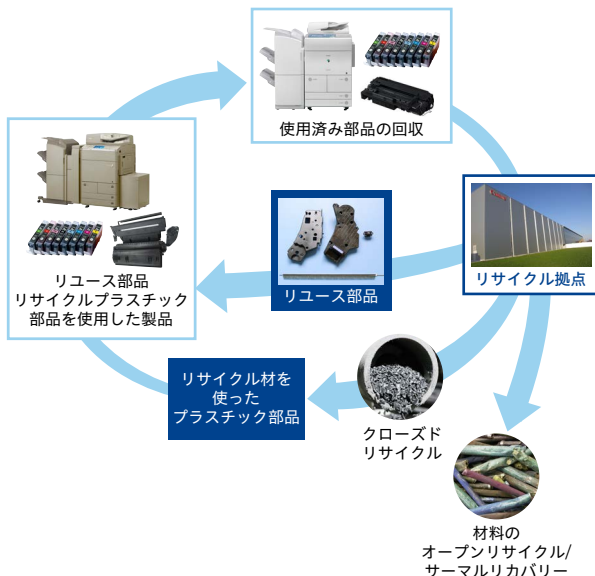 使用済み部品の回収
リサイクル拠点
リユース部品
リユース部品
リサイクルプラスチック
部品を使用した製品
リサイクル材を
使った
プラスチック部品
クローズド
リサイクル
材料の
オープンリサイクル/
サーマルリカバリー